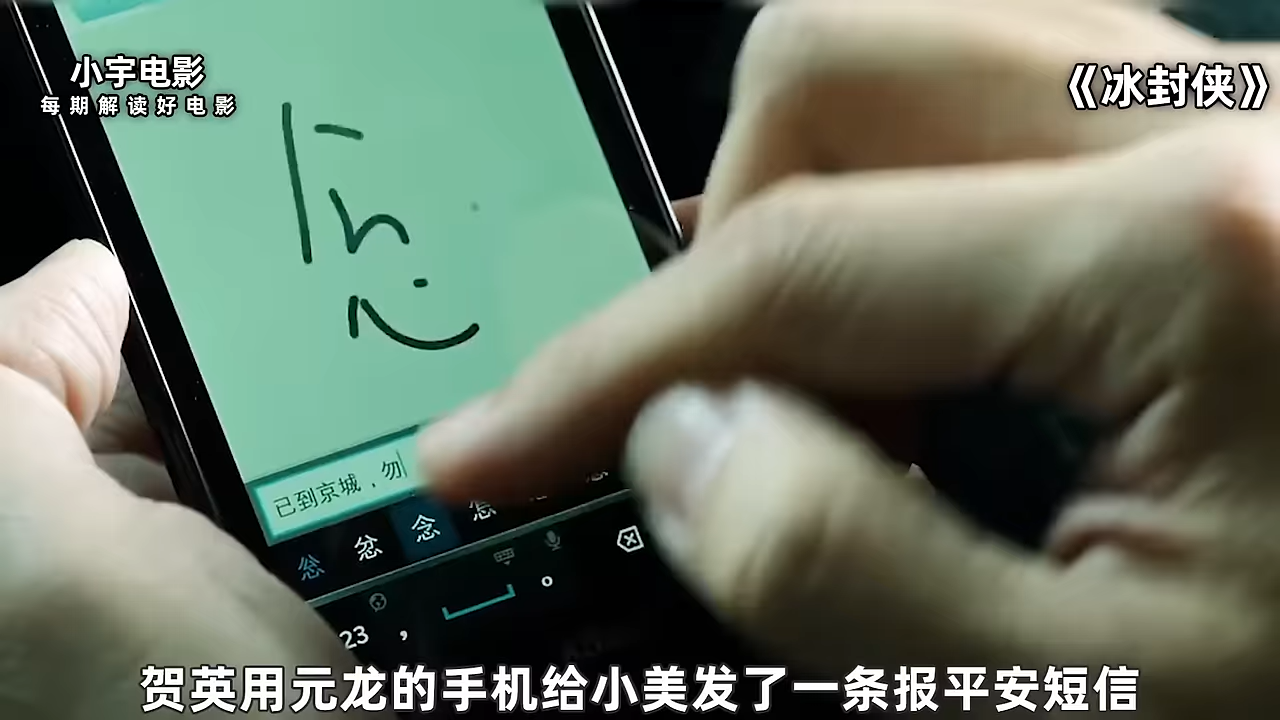 小宇电影
每期解读好电影
《冰封侠》
念
已到京城，勿
忿 念 怎
23 ， 。
贺英用元龙的手机给小美发了一条报平安短信